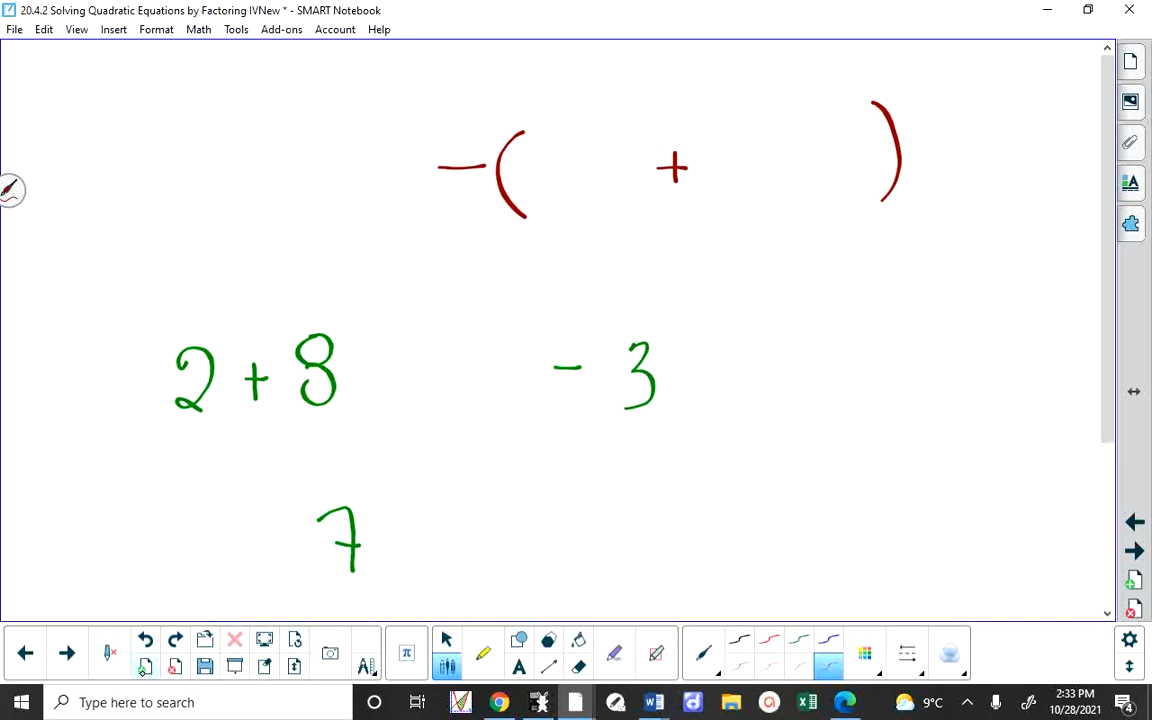 20.4.2 Solving Quadratic Equations by Factoring IVNew * - SMART Notebook
File Edit View Insert Format Math Tools Add-ons Account Help
- ( + )
2 + 8 - 3
7
π
A
Type here to search
9°C
2:33 PM
10/28/2021
4